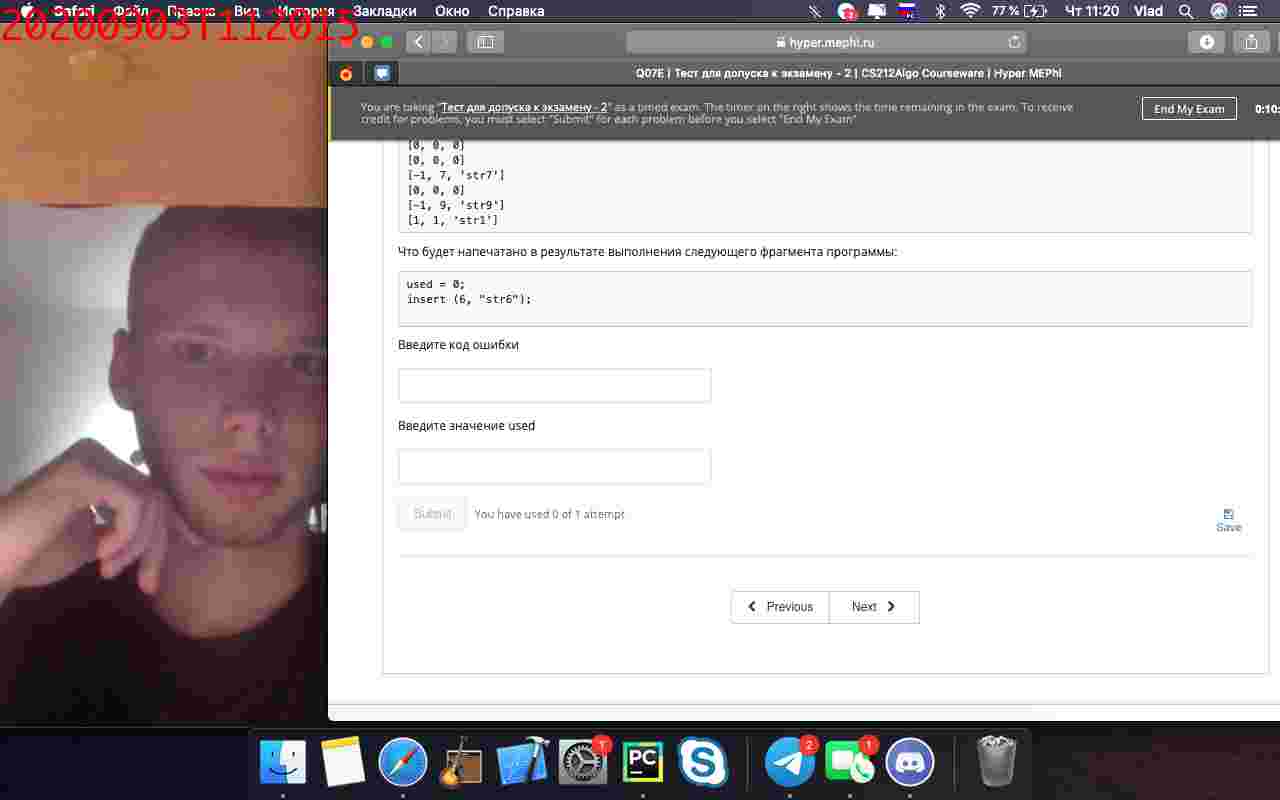 Safari Файл Правка Вид История Закладки Окно Справка 77 % Чт 11:20 Vlad
20200903T112015
hyper.mephi.ru
Q07E | Тест для допуска к экзамену - 2 | CS212Algo Courseware | Hyper MEPhI
You are taking "Тест для допуска к экзамену - 2" as a timed exam. The timer on the right shows the time remaining in the exam. To receive
credit for problems, you must select "Submit" for each problem before you select "End My Exam"
End My Exam
0:10:
[0, 0, 0]
[0, 0, 0]
[-1, 7, 'str7']
[0, 0, 0]
[-1, 9, 'str9']
[1, 1, 'str1']
Что будет напечатано в результате выполнения следующего фрагмента программы:
used = 0;
insert (6, "str6");
Введите код ошибки
Введите значение used
Submit You have used 0 of 1 attempt
Save
Previous Next
2
1
PC
S